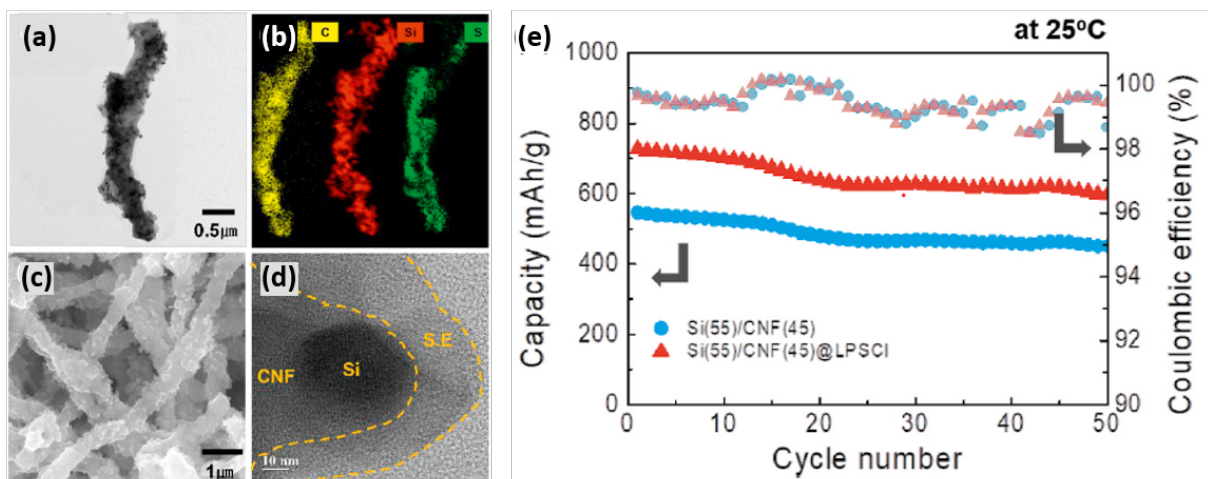 (a)
0.5μm
(b)
C
Si
S
(c)
1μm
(d)
S.E
CNF
Si
10 nm
(e)
at 25°C
Capacity (mAh/g)
1000
800
600
400
200
0
Si(55)/CNF(45)
Si(55)/CNF(45)@LPSCl
0 10 20 30 40 50
Cycle number
100
98
96
94
92
90
Coulombic efficiency (%)